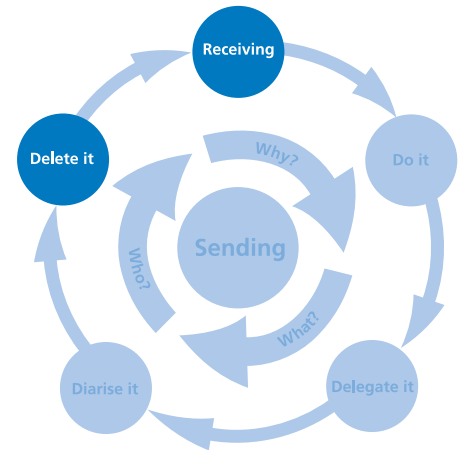 Receiving
Do it
Delegate it
Diarise it
Delete it
Why?
What?
Who?
Sending